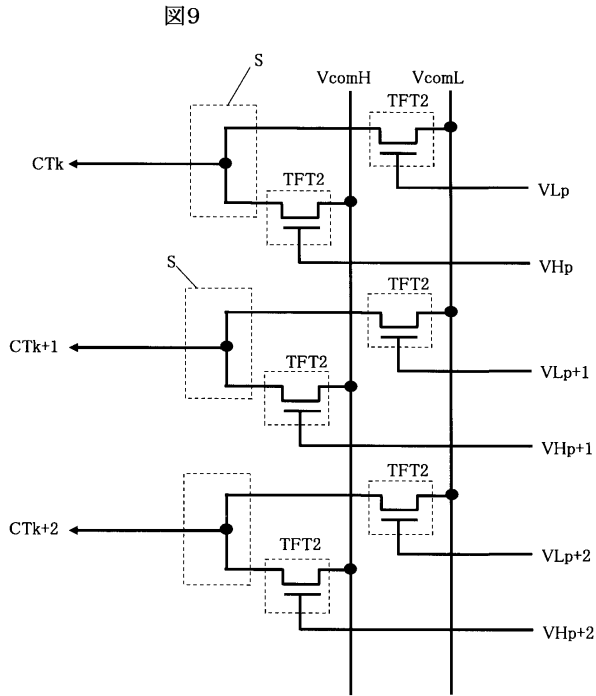 図9
S
VcomH
VcomL
TFT2
CTk
TFT2
VLp
VHp
S
TFT2
CTk+1
TFT2
VLp+1
VHp+1
TFT2
CTk+2
TFT2
VLp+2
VHp+2